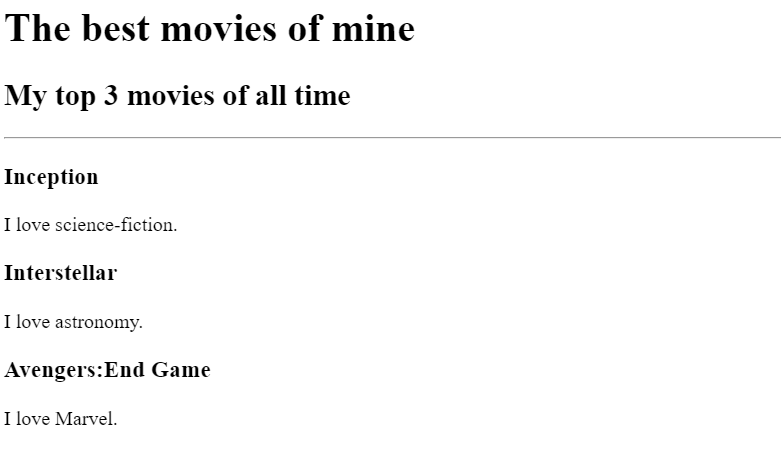 The best movies of mine
My top 3 movies of all time
Inception
I love science-fiction.
Interstellar
I love astronomy.
Avengers:End Game
I love Marvel.